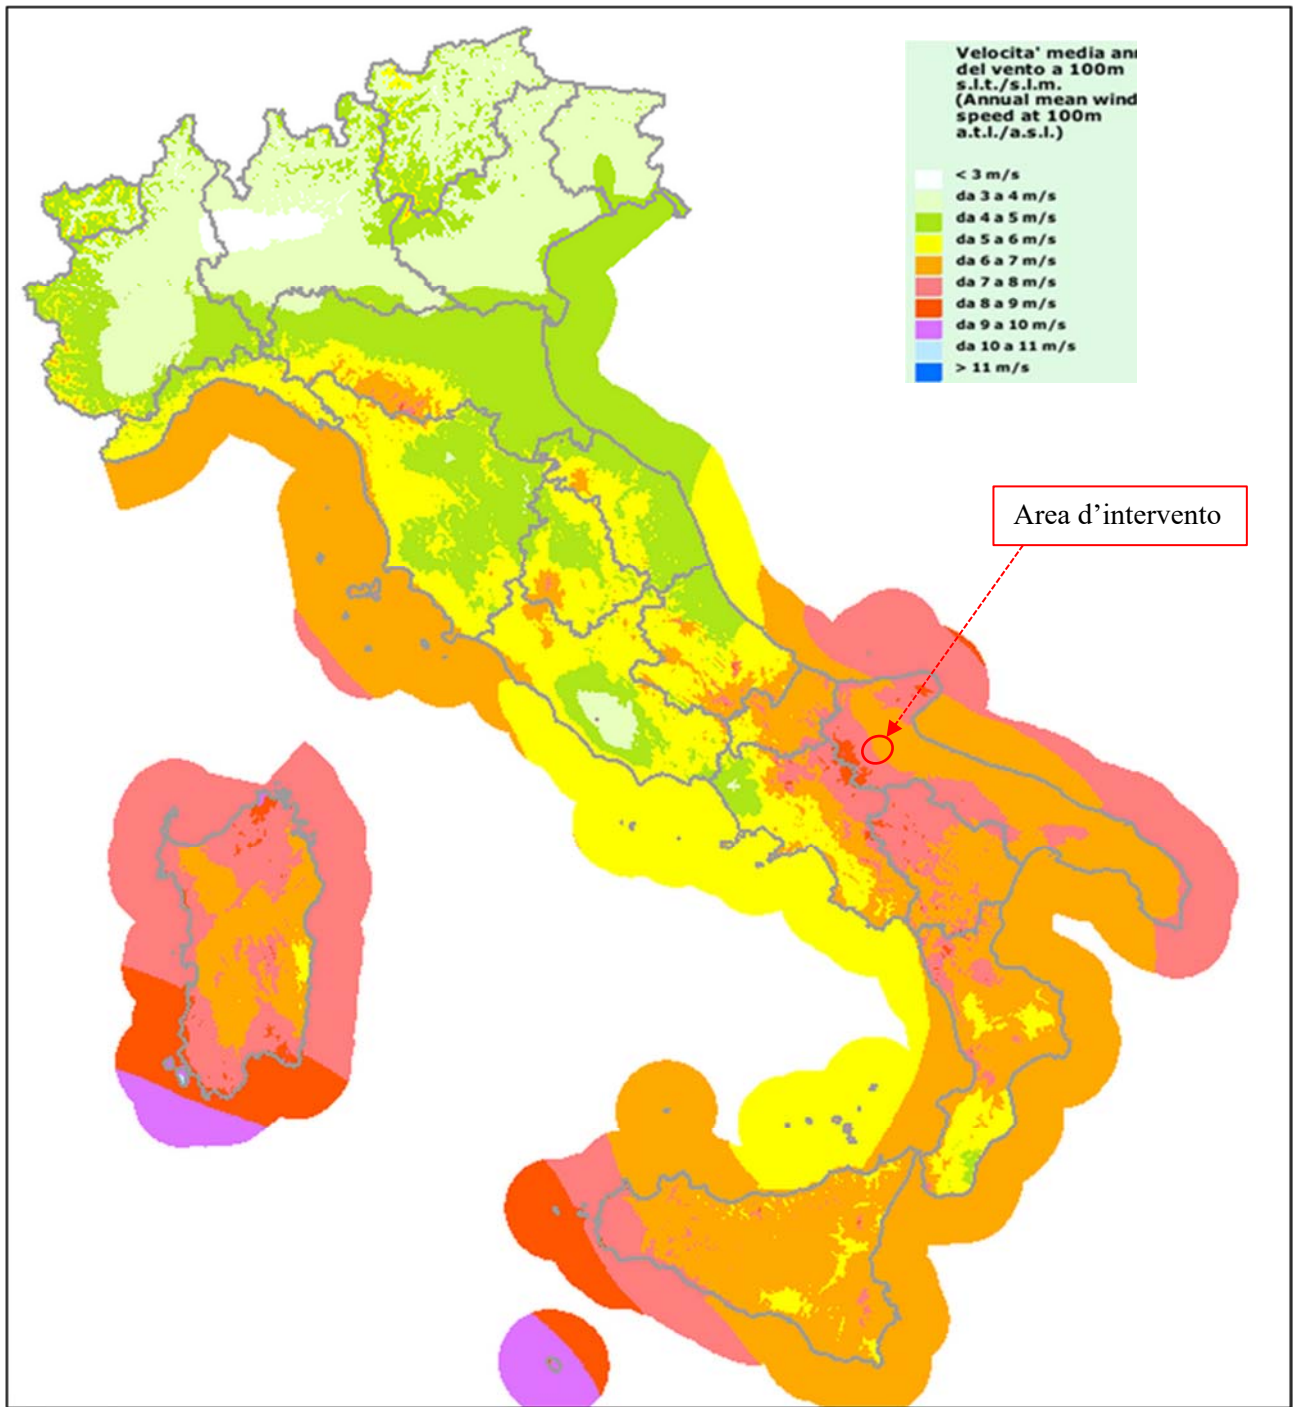 Velocita' media an
del vento a 100m
s.l.t./s.l.m.
(Annual mean wind
speed at 100m
a.t.l./a.s.l.)
< 3 m/s
da 3 a 4 m/s
da 4 a 5 m/s
da 5 a 6 m/s
da 6 a 7 m/s
da 7 a 8 m/s
da 8 a 9 m/s
da 9 a 10 m/s
da 10 a 11 m/s
> 11 m/s
Area d’intervento